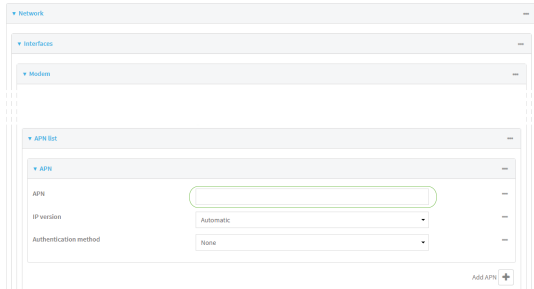 Network
Interfaces
Modem
APN list
APN
APN
IP version Automatic
Authentication method None
Add APN